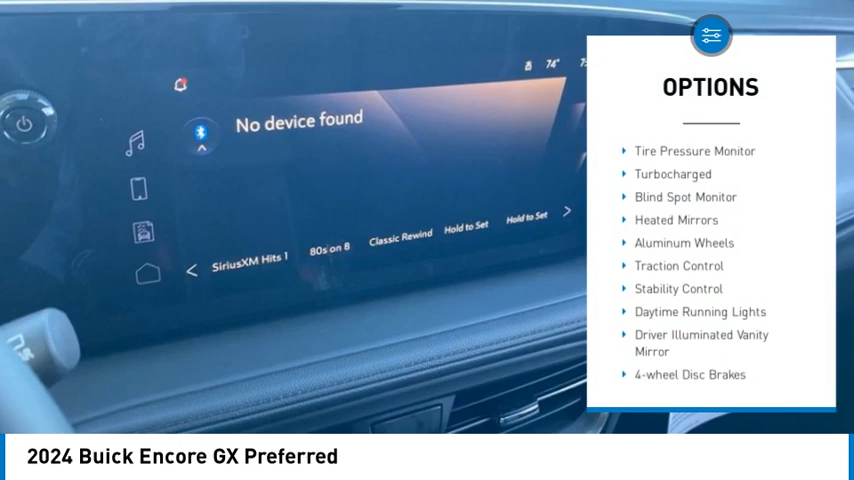 74°
No device found
SiriusXM Hits 1
80s on 8
Classic Rewind
Hold to Set
Hold to Set
OPTIONS
Tire Pressure Monitor
Turbocharged
Blind Spot Monitor
Heated Mirrors
Aluminum Wheels
Traction Control
Stability Control
Daytime Running Lights
Driver Illuminated Vanity
Mirror
4-wheel Disc Brakes
2024 Buick Encore GX Preferred